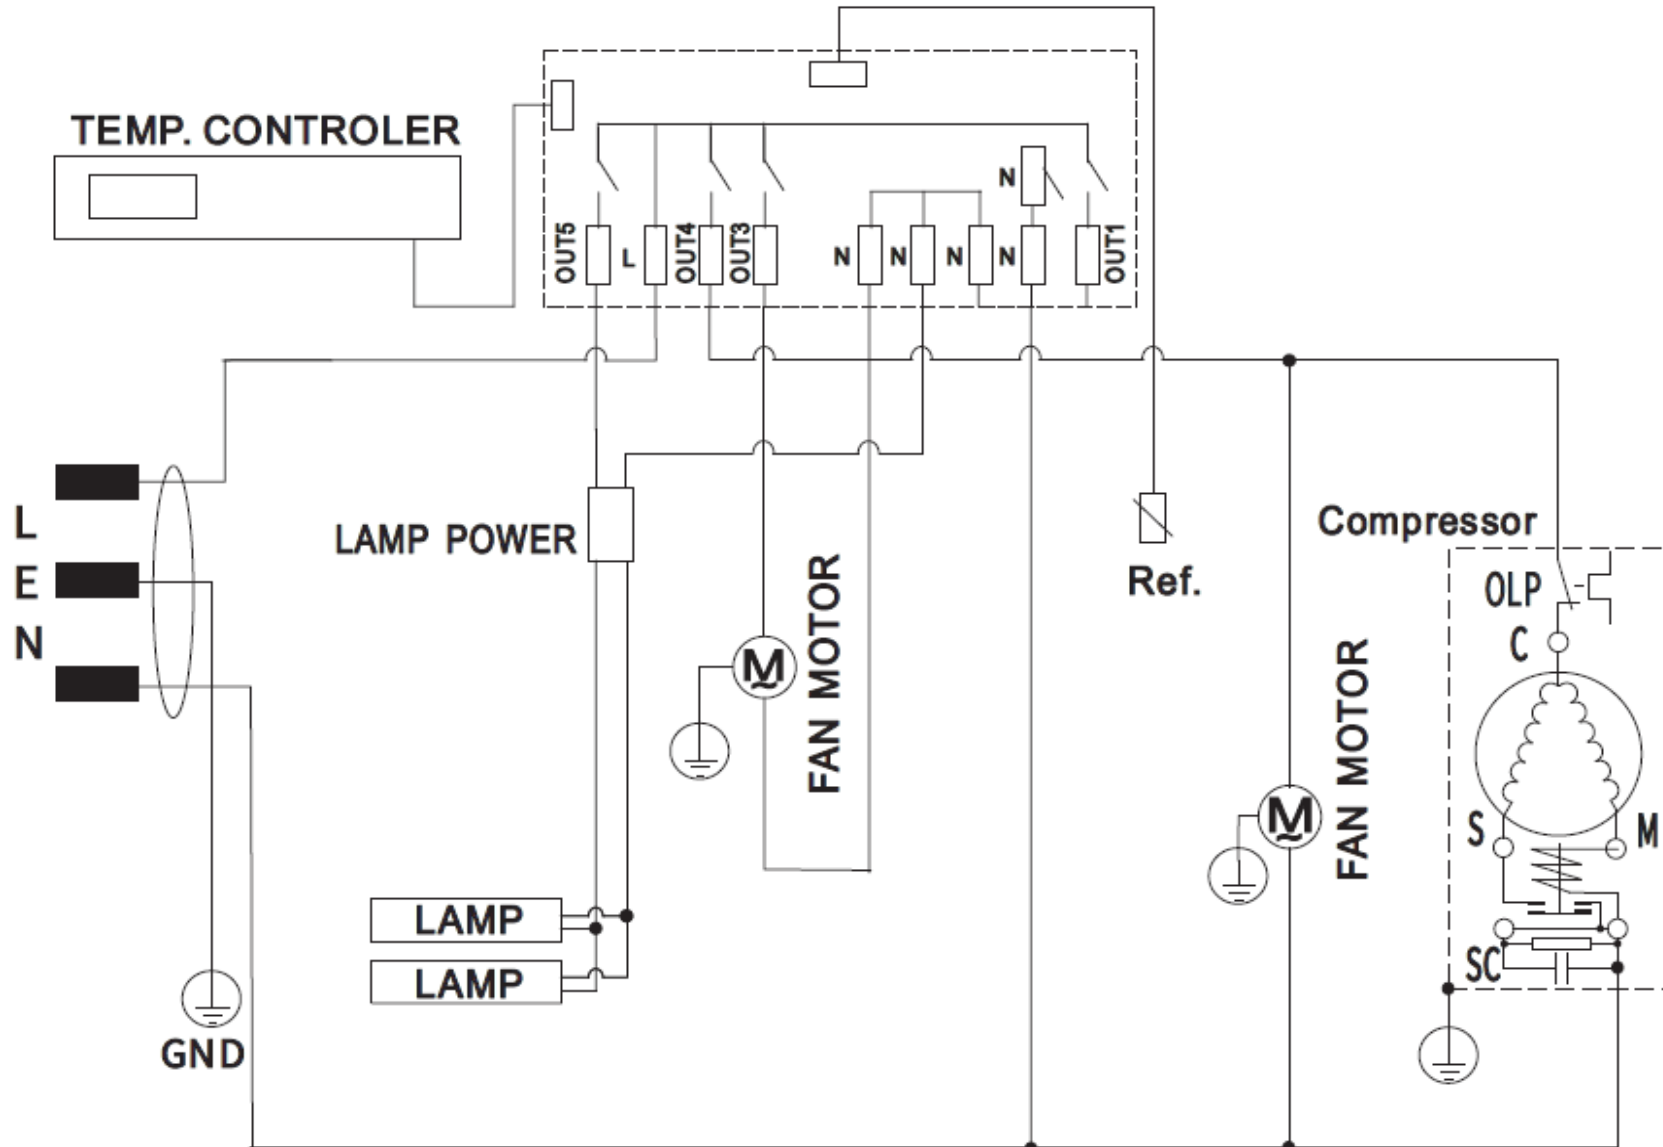 TEMP. CONTROLER
OUT5
L
OUT4
OUT3
N
N
N
N
N
OUT1
L
E
N
LAMP POWER
M
FAN MOTOR
Ref.
M
FAN MOTOR
Compressor
OLP
C
S
M
SC
LAMP
LAMP
GND